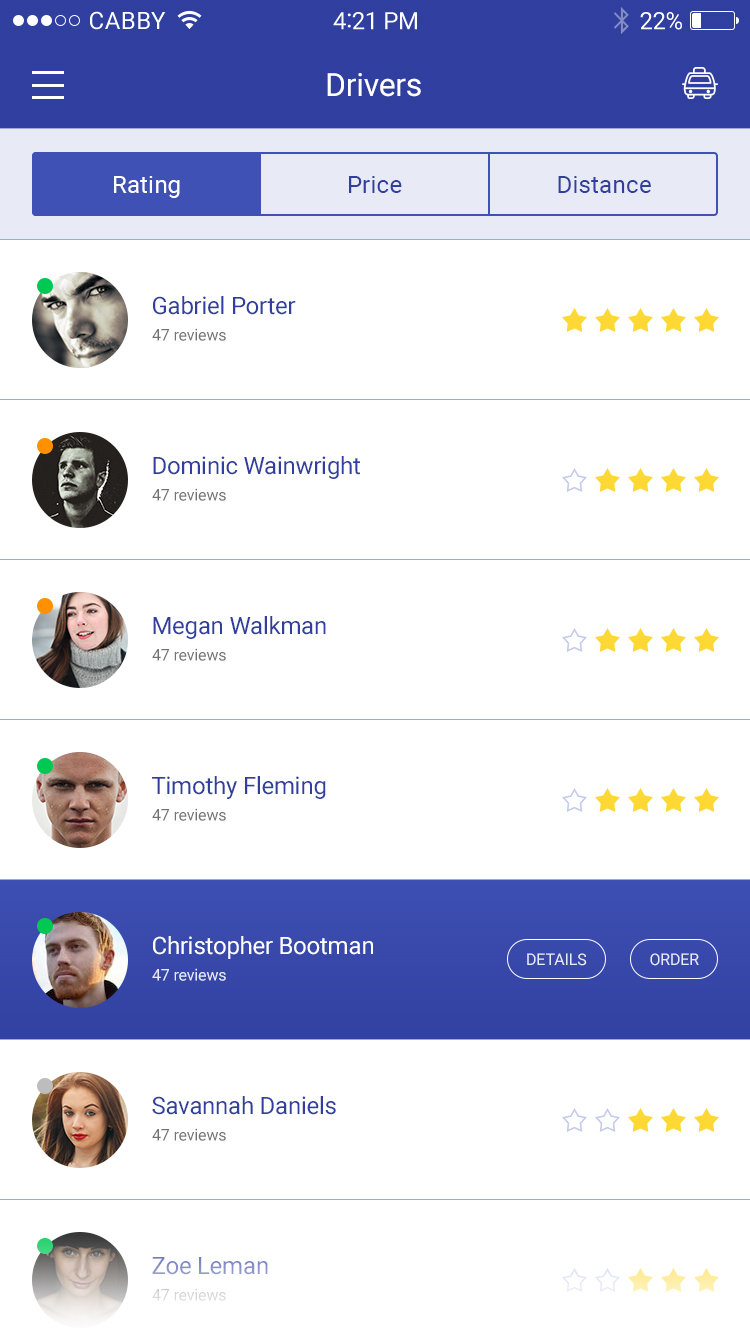 CABBY 4:21 PM 22%
Drivers
Rating Price Distance
Gabriel Porter
47 reviews
Dominic Wainwright
47 reviews
Megan Walkman
47 reviews
Timothy Fleming
47 reviews
Christopher Bootman
47 reviews
DETAILS ORDER
Savannah Daniels
47 reviews
Zoe Leman
47 reviews